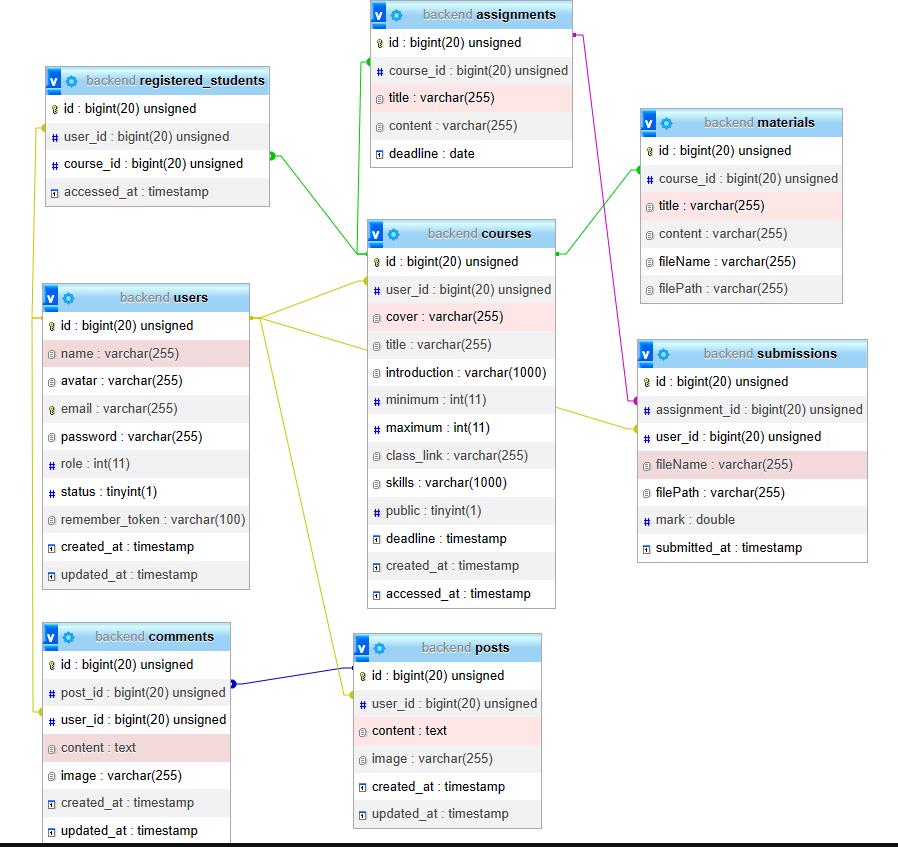 backend assignments
id : bigint(20) unsigned
course_id : bigint(20) unsigned
title : varchar(255)
content : varchar(255)
deadline : date
backend registered_students
id : bigint(20) unsigned
user_id : bigint(20) unsigned
course_id : bigint(20) unsigned
accessed_at : timestamp
backend materials
id : bigint(20) unsigned
course_id : bigint(20) unsigned
title : varchar(255)
content : varchar(255)
fileName : varchar(255)
filePath : varchar(255)
backend courses
id : bigint(20) unsigned
user_id : bigint(20) unsigned
cover : varchar(255)
title : varchar(255)
introduction : varchar(1000)
minimum : int(11)
maximum : int(11)
class_link : varchar(255)
skills : varchar(1000)
public : tinyint(1)
deadline : timestamp
created_at : timestamp
accessed_at : timestamp
backend users
id : bigint(20) unsigned
name : varchar(255)
avatar : varchar(255)
email : varchar(255)
password : varchar(255)
role : int(11)
status : tinyint(1)
remember_token : varchar(100)
created_at : timestamp
updated_at : timestamp
backend submissions
id : bigint(20) unsigned
assignment_id : bigint(20) unsigned
user_id : bigint(20) unsigned
fileName : varchar(255)
filePath : varchar(255)
mark : double
submitted_at : timestamp
backend comments
id : bigint(20) unsigned
post_id : bigint(20) unsigned
user_id : bigint(20) unsigned
content : text
image : varchar(255)
created_at : timestamp
updated_at : timestamp
backend posts
id : bigint(20) unsigned
user_id : bigint(20) unsigned
content : text
image : varchar(255)
created_at : timestamp
updated_at : timestamp